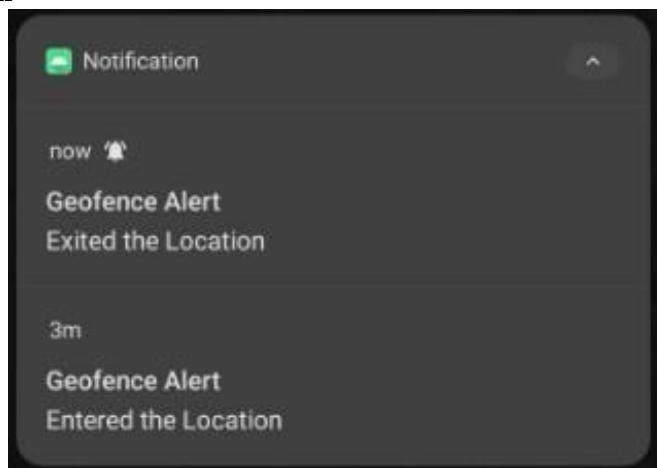 Notification
now
Geofence Alert
Exited the Location
3m
Geofence Alert
Entered the Location